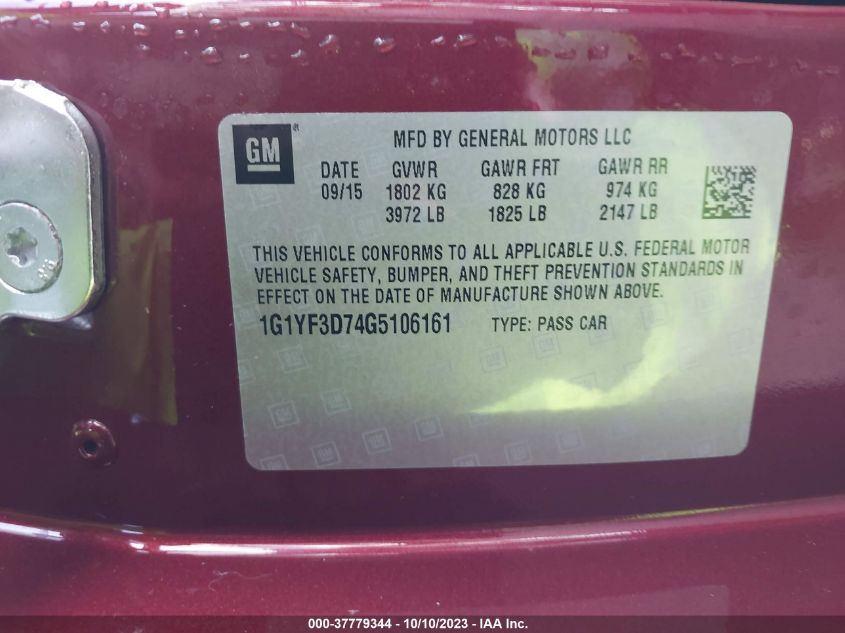 GM
MFD BY GENERAL MOTORS LLC
DATE GVWR GAWR FRT GAWR RR
09/15 1802 KG 828 KG 974 KG
3972 LB 1825 LB 2147 LB
THIS VEHICLE CONFORMS TO ALL APPLICABLE U.S. FEDERAL MOTOR
VEHICLE SAFETY, BUMPER, AND THEFT PREVENTION STANDARDS IN
EFFECT ON THE DATE OF MANUFACTURE SHOWN ABOVE.
1G1YF3D74G5106161 TYPE: PASS CAR
000-37779344 - 10/10/2023 - IAA Inc.